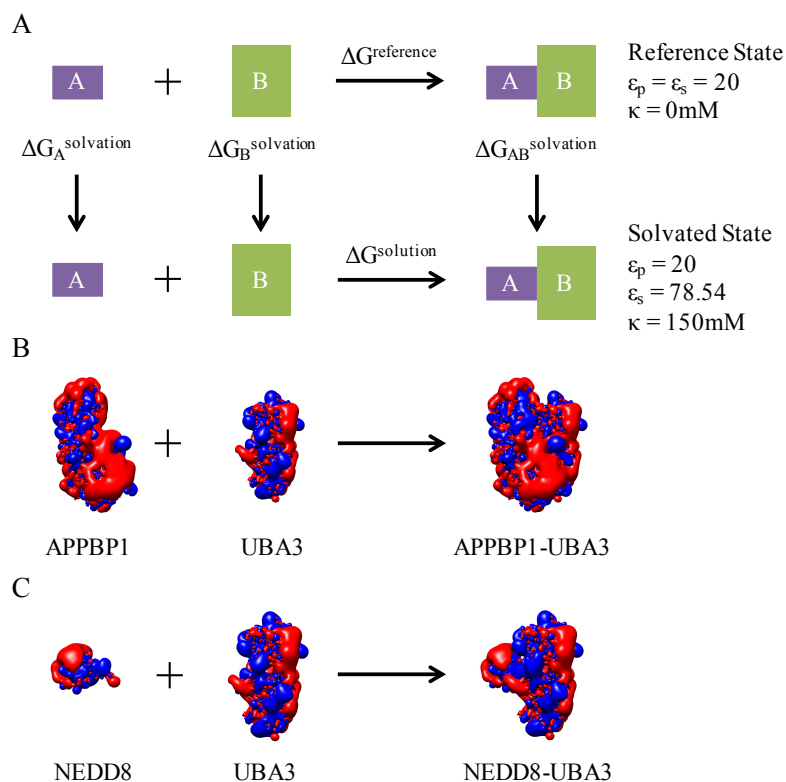 A
A + B ΔG^reference A B
Reference State
ε_p = ε_s = 20
κ = 0mM
ΔG_A^solvation ΔG_B^solvation ΔG_AB^solvation
A + B ΔG^solution A B
Solvated State
ε_p = 20
ε_s = 78.54
κ = 150mM
B
+
APPBP1 UBA3 APPBP1-UBA3
C
+
NEDD8 UBA3 NEDD8-UBA3